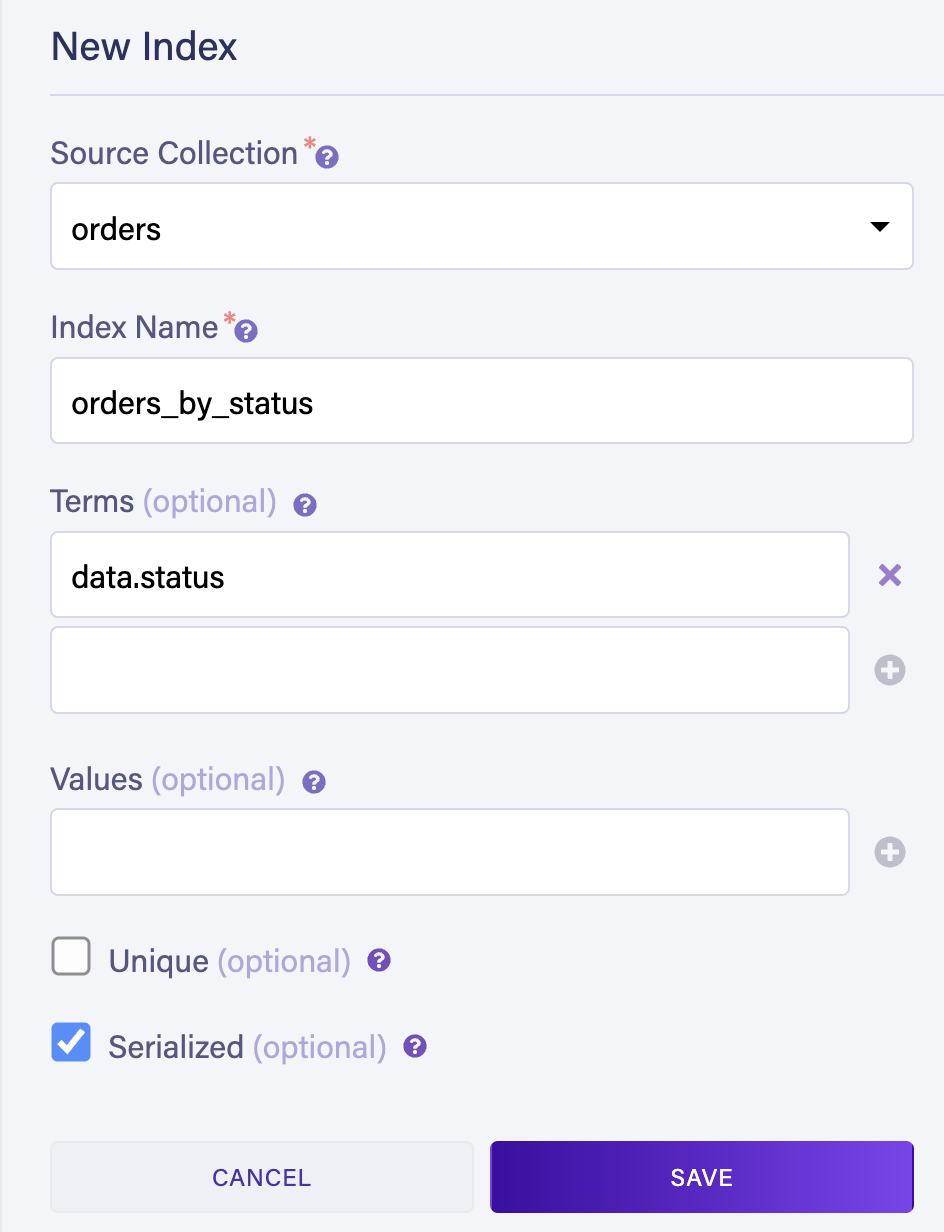 New Index
Source Collection *
orders
Index Name *
orders_by_status
Terms (optional)
data.status
Values (optional)
Unique (optional)
Serialized (optional)
CANCEL SAVE